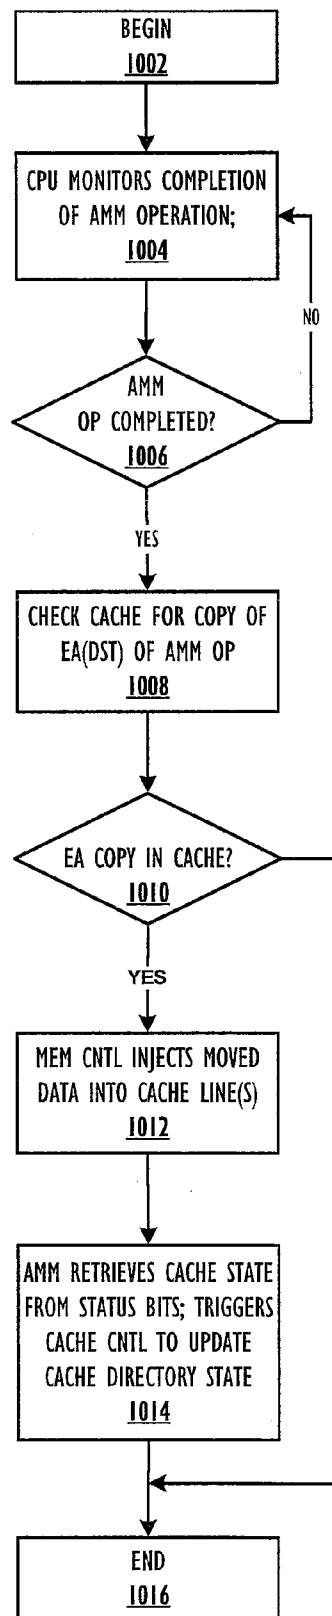 BEGIN
1002
CPU MONITORS COMPLETION
OF AMM OPERATION;
1004
NO
AMM
OP COMPLETED?
1006
YES
CHECK CACHE FOR COPY OF
EA(DST) OF AMM OP
1008
EA COPY IN CACHE?
1010
YES
MEM CNTL INJECTS MOVED
DATA INTO CACHE LINE(S)
1012
AMM RETRIEVES CACHE STATE
FROM STATUS BITS; TRIGGERS
CACHE CNTL TO UPDATE
CACHE DIRECTORY STATE
1014
END
1016